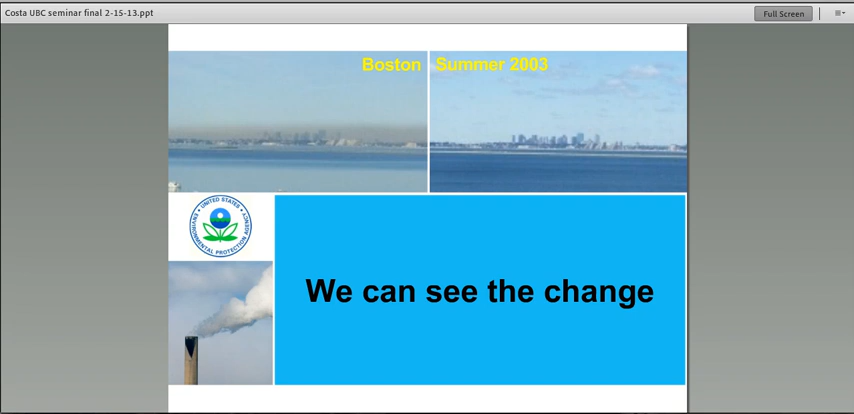 Costa UBC seminar final 2-15-13.ppt
Full Screen
Boston Summer 2003
UNITED STATES
ENVIRONMENTAL PROTECTION AGENCY
We can see the change